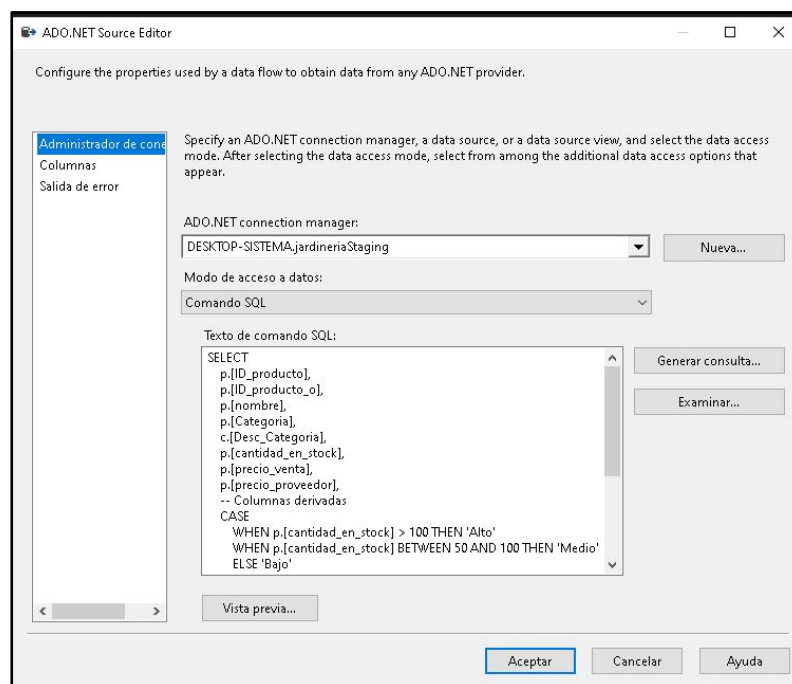 ADO.NET Source Editor
Configure the properties used by a data flow to obtain data from any ADO.NET provider.
Administrador de cone
Columnas
Salida de error
Specify an ADO.NET connection manager, a data source, or a data source view, and select the data access
mode. After selecting the data access mode, select from among the additional data access options that
appear.
ADO.NET connection manager:
DESKTOP-SISTEMA.jardineriaStaging
Nueva...
Modo de acceso a datos:
Comando SQL
Texto de comando SQL:
SELECT
p.[ID_producto],
p.[ID_producto_o],
p.[nombre],
p.[Categoria],
c.[Desc_Categoria],
p.[cantidad_en_stock],
p.[precio_venta],
p.[precio_proveedor],
-- Columnas derivadas
CASE
WHEN p.[cantidad_en_stock] > 100 THEN 'Alto'
WHEN p.[cantidad_en_stock] BETWEEN 50 AND 100 THEN 'Medio'
ELSE 'Bajo'
Generar consulta...
Examinar...
Vista previa...
Aceptar
Cancelar
Ayuda